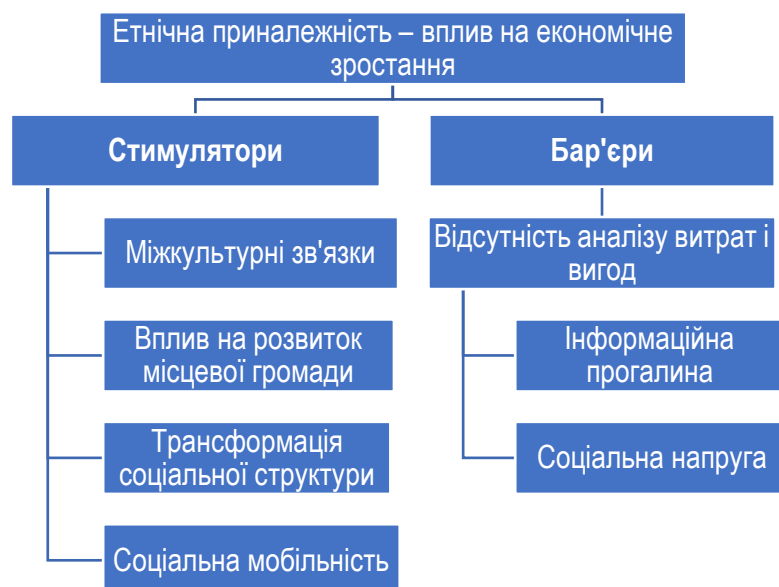 Етнічна приналежність – вплив на економічне
зростання
Стимулятори
Міжкультурні зв'язки
Вплив на розвиток
місцевої громади
Трансформація
соціальної структури
Соціальна мобільність
Бар'єри
Відсутність аналізу витрат і
вигод
Інформаційна
прогалина
Соціальна напруга